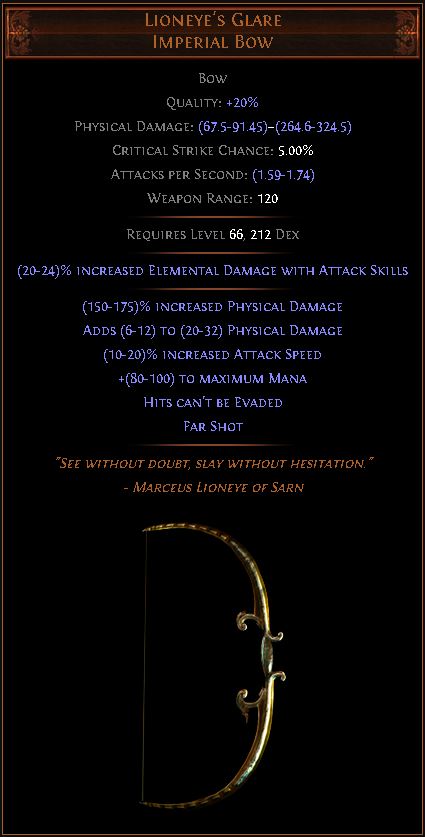 Lioneye's Glare
Imperial Bow
Bow
Quality: +20%
Physical Damage: (67.5-91.45)–(264.6-324.5)
Critical Strike Chance: 5.00%
Attacks per Second: (1.59-1.74)
Weapon Range: 120
Requires Level 66, 212 Dex
(20-24)% increased Elemental Damage with Attack Skills
(150-175)% increased Physical Damage
Adds (6-12) to (20-32) Physical Damage
(10-20)% increased Attack Speed
+(80-100) to maximum Mana
Hits can't be Evaded
Far Shot
"See without doubt, slay without hesitation."
- Marceus Lioneye of Sarn